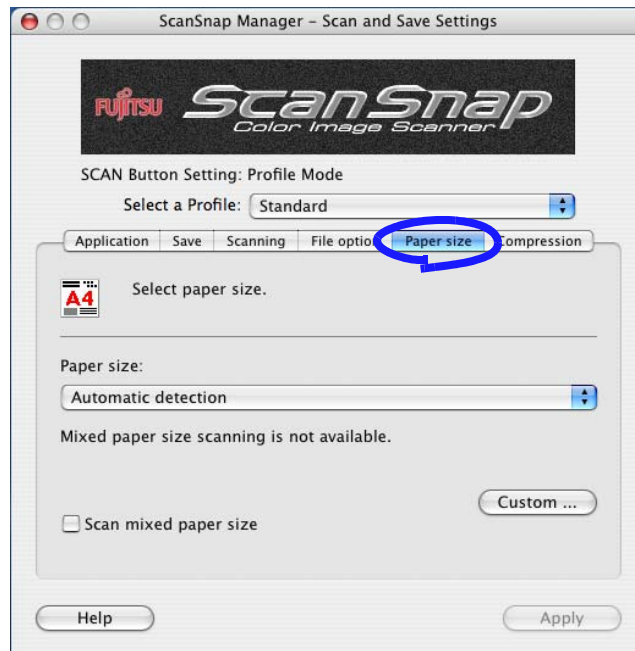 ScanSnap Manager – Scan and Save Settings
FUJITSU ScanSnap
Color Image Scanner
SCAN Button Setting: Profile Mode
Select a Profile: Standard
Application Save Scanning File option Paper size Compression
A4 Select paper size.
Paper size:
Automatic detection
Mixed paper size scanning is not available.
Custom ...
Scan mixed paper size
Help Apply